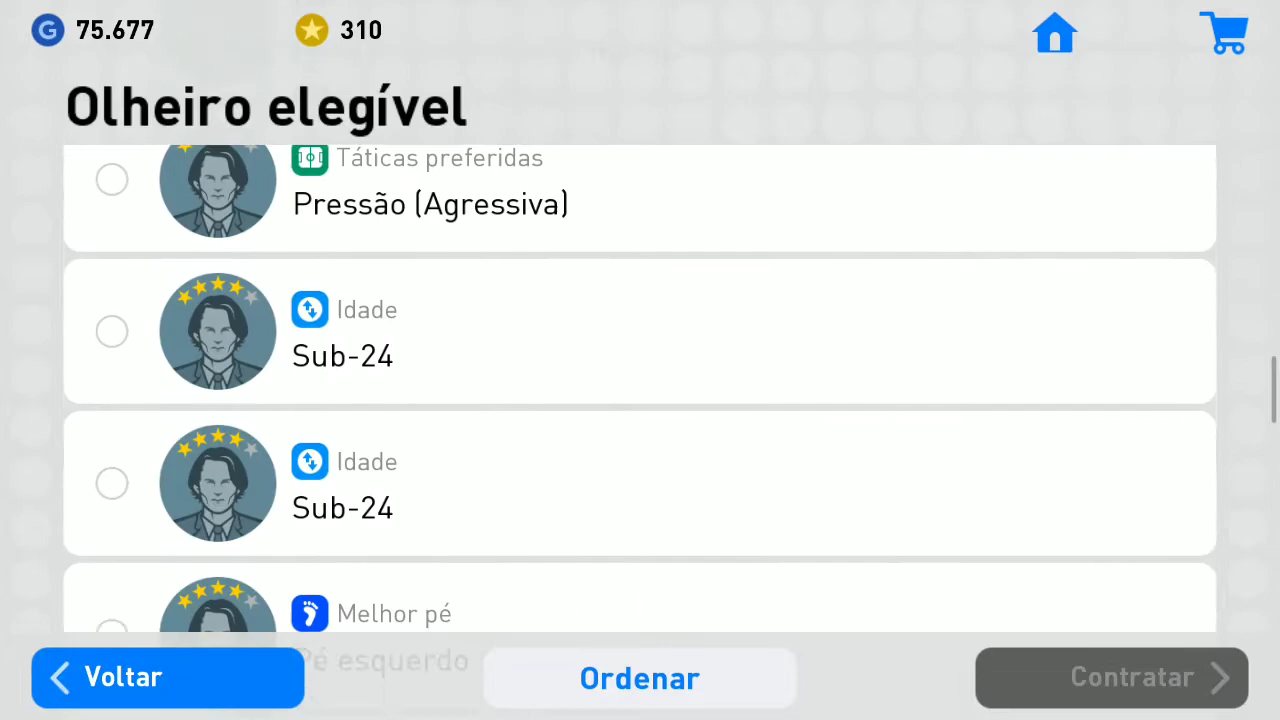 G 75.677 310
Olheiro elegível
Táticas preferidas
Pressão (Agressiva)
Idade
Sub-24
Idade
Sub-24
Melhor pé
Pé esquerdo
Voltar Ordenar Contratar